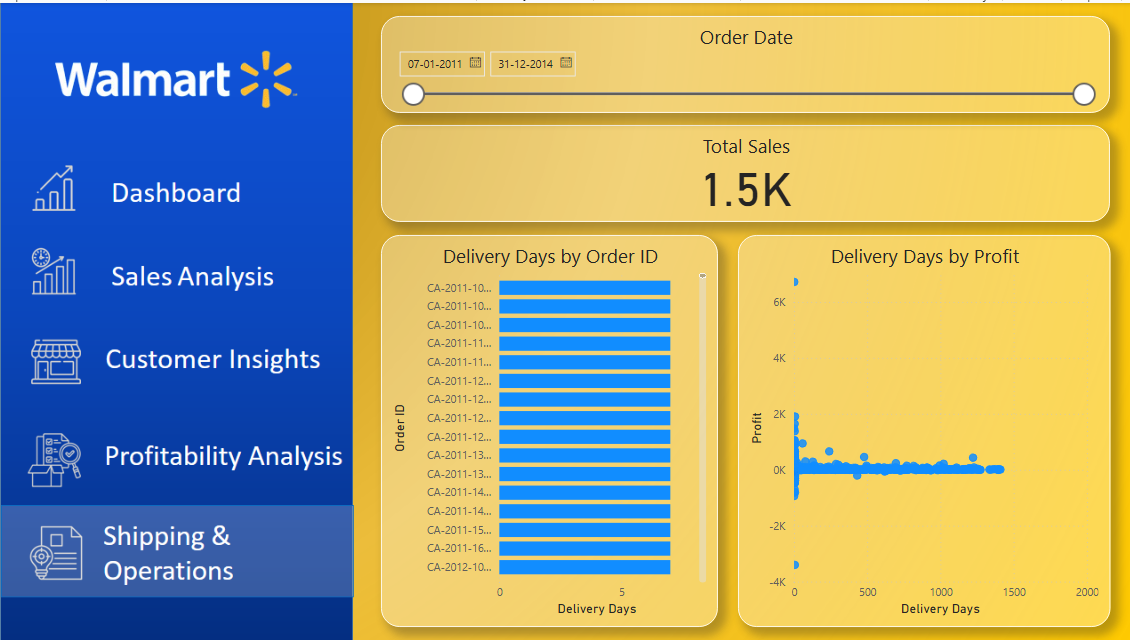 Walmart
Dashboard
Sales Analysis
Customer Insights
Profitability Analysis
Shipping &
Operations
Order Date
07-01-2011
31-12-2014
Total Sales
1.5K
Delivery Days by Order ID
Order ID
CA-2011-10...
CA-2011-10...
CA-2011-10...
CA-2011-11...
CA-2011-11...
CA-2011-12...
CA-2011-12...
CA-2011-12...
CA-2011-12...
CA-2011-13...
CA-2011-13...
CA-2011-14...
CA-2011-14...
CA-2011-15...
CA-2011-16...
CA-2012-10...
0 5
Delivery Days
Delivery Days by Profit
Profit
6K
4K
2K
0K
-2K
-4K
0 500 1000 1500 2000
Delivery Days